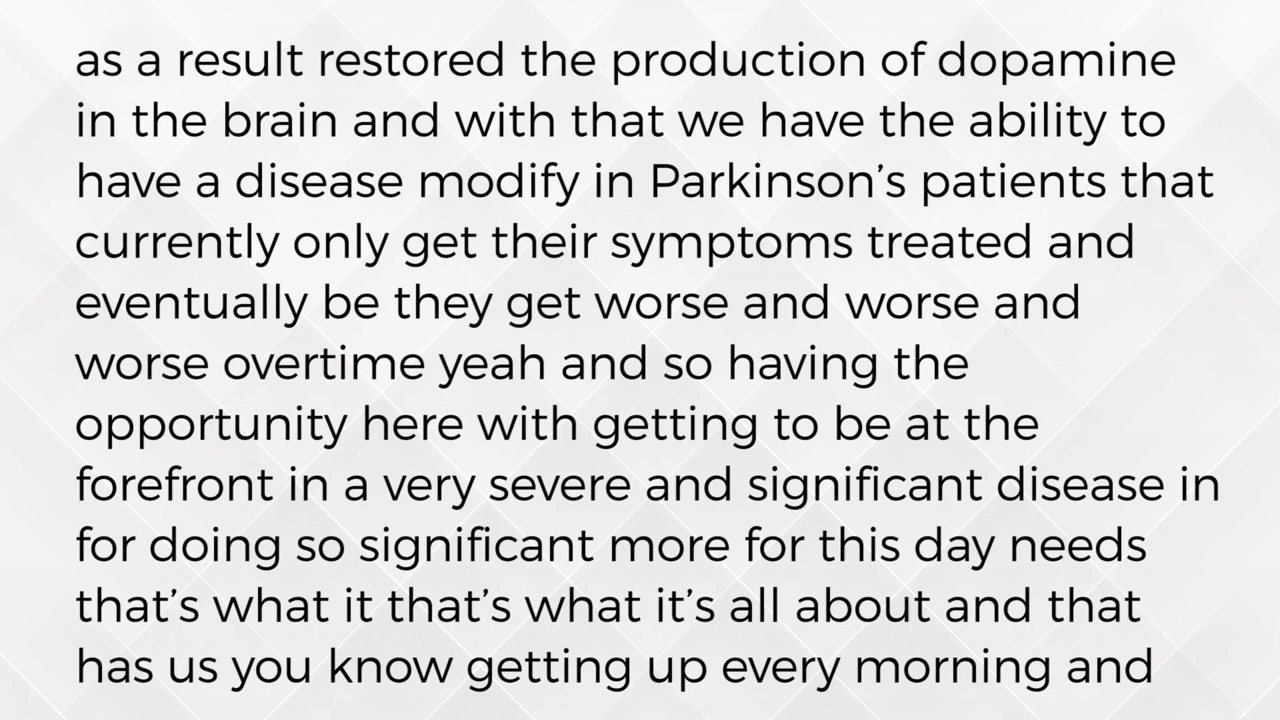 as a result restored the production of dopamine
in the brain and with that we have the ability to
have a disease modify in Parkinson’s patients that
currently only get their symptoms treated and
eventually be they get worse and worse and
worse overtime yeah and so having the
opportunity here with getting to be at the
forefront in a very severe and significant disease in
for doing so significant more for this day needs
that’s what it that’s what it’s all about and that
has us you know getting up every morning and